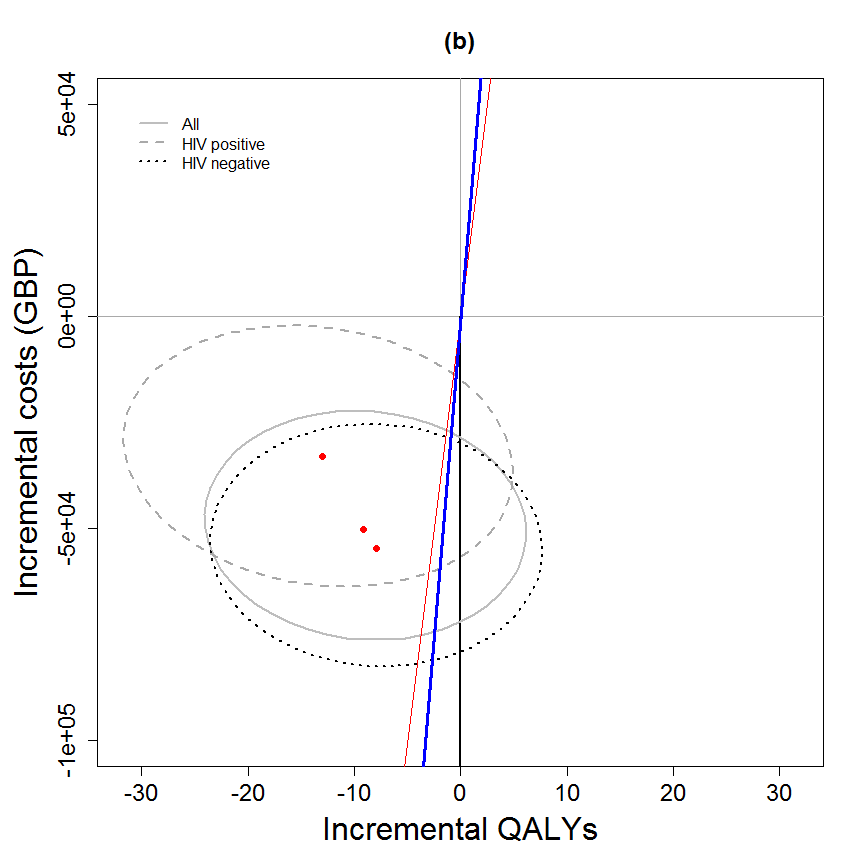 (b)
All
HIV positive
HIV negative
Incremental costs (GBP)
5e+04
0e+00
-5e+04
-1e+05
-30 -20 -10 0 10 20 30
Incremental QALYs